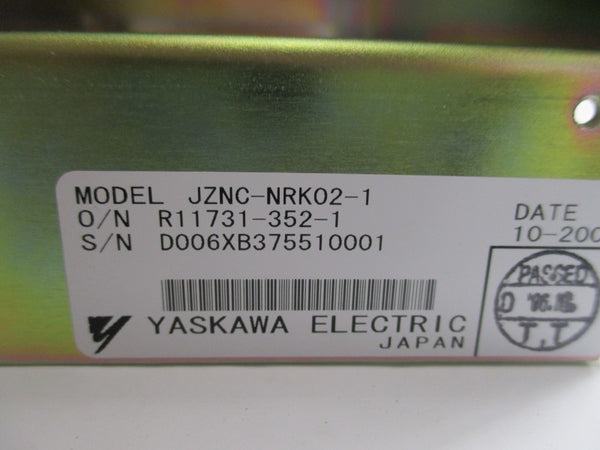 MODEL JZNC-NRK02-1
O/N R11731-352-1
S/N D006XB375510001
DATE
10-200
YASKAWA ELECTRIC
JAPAN
PASSED
T.T